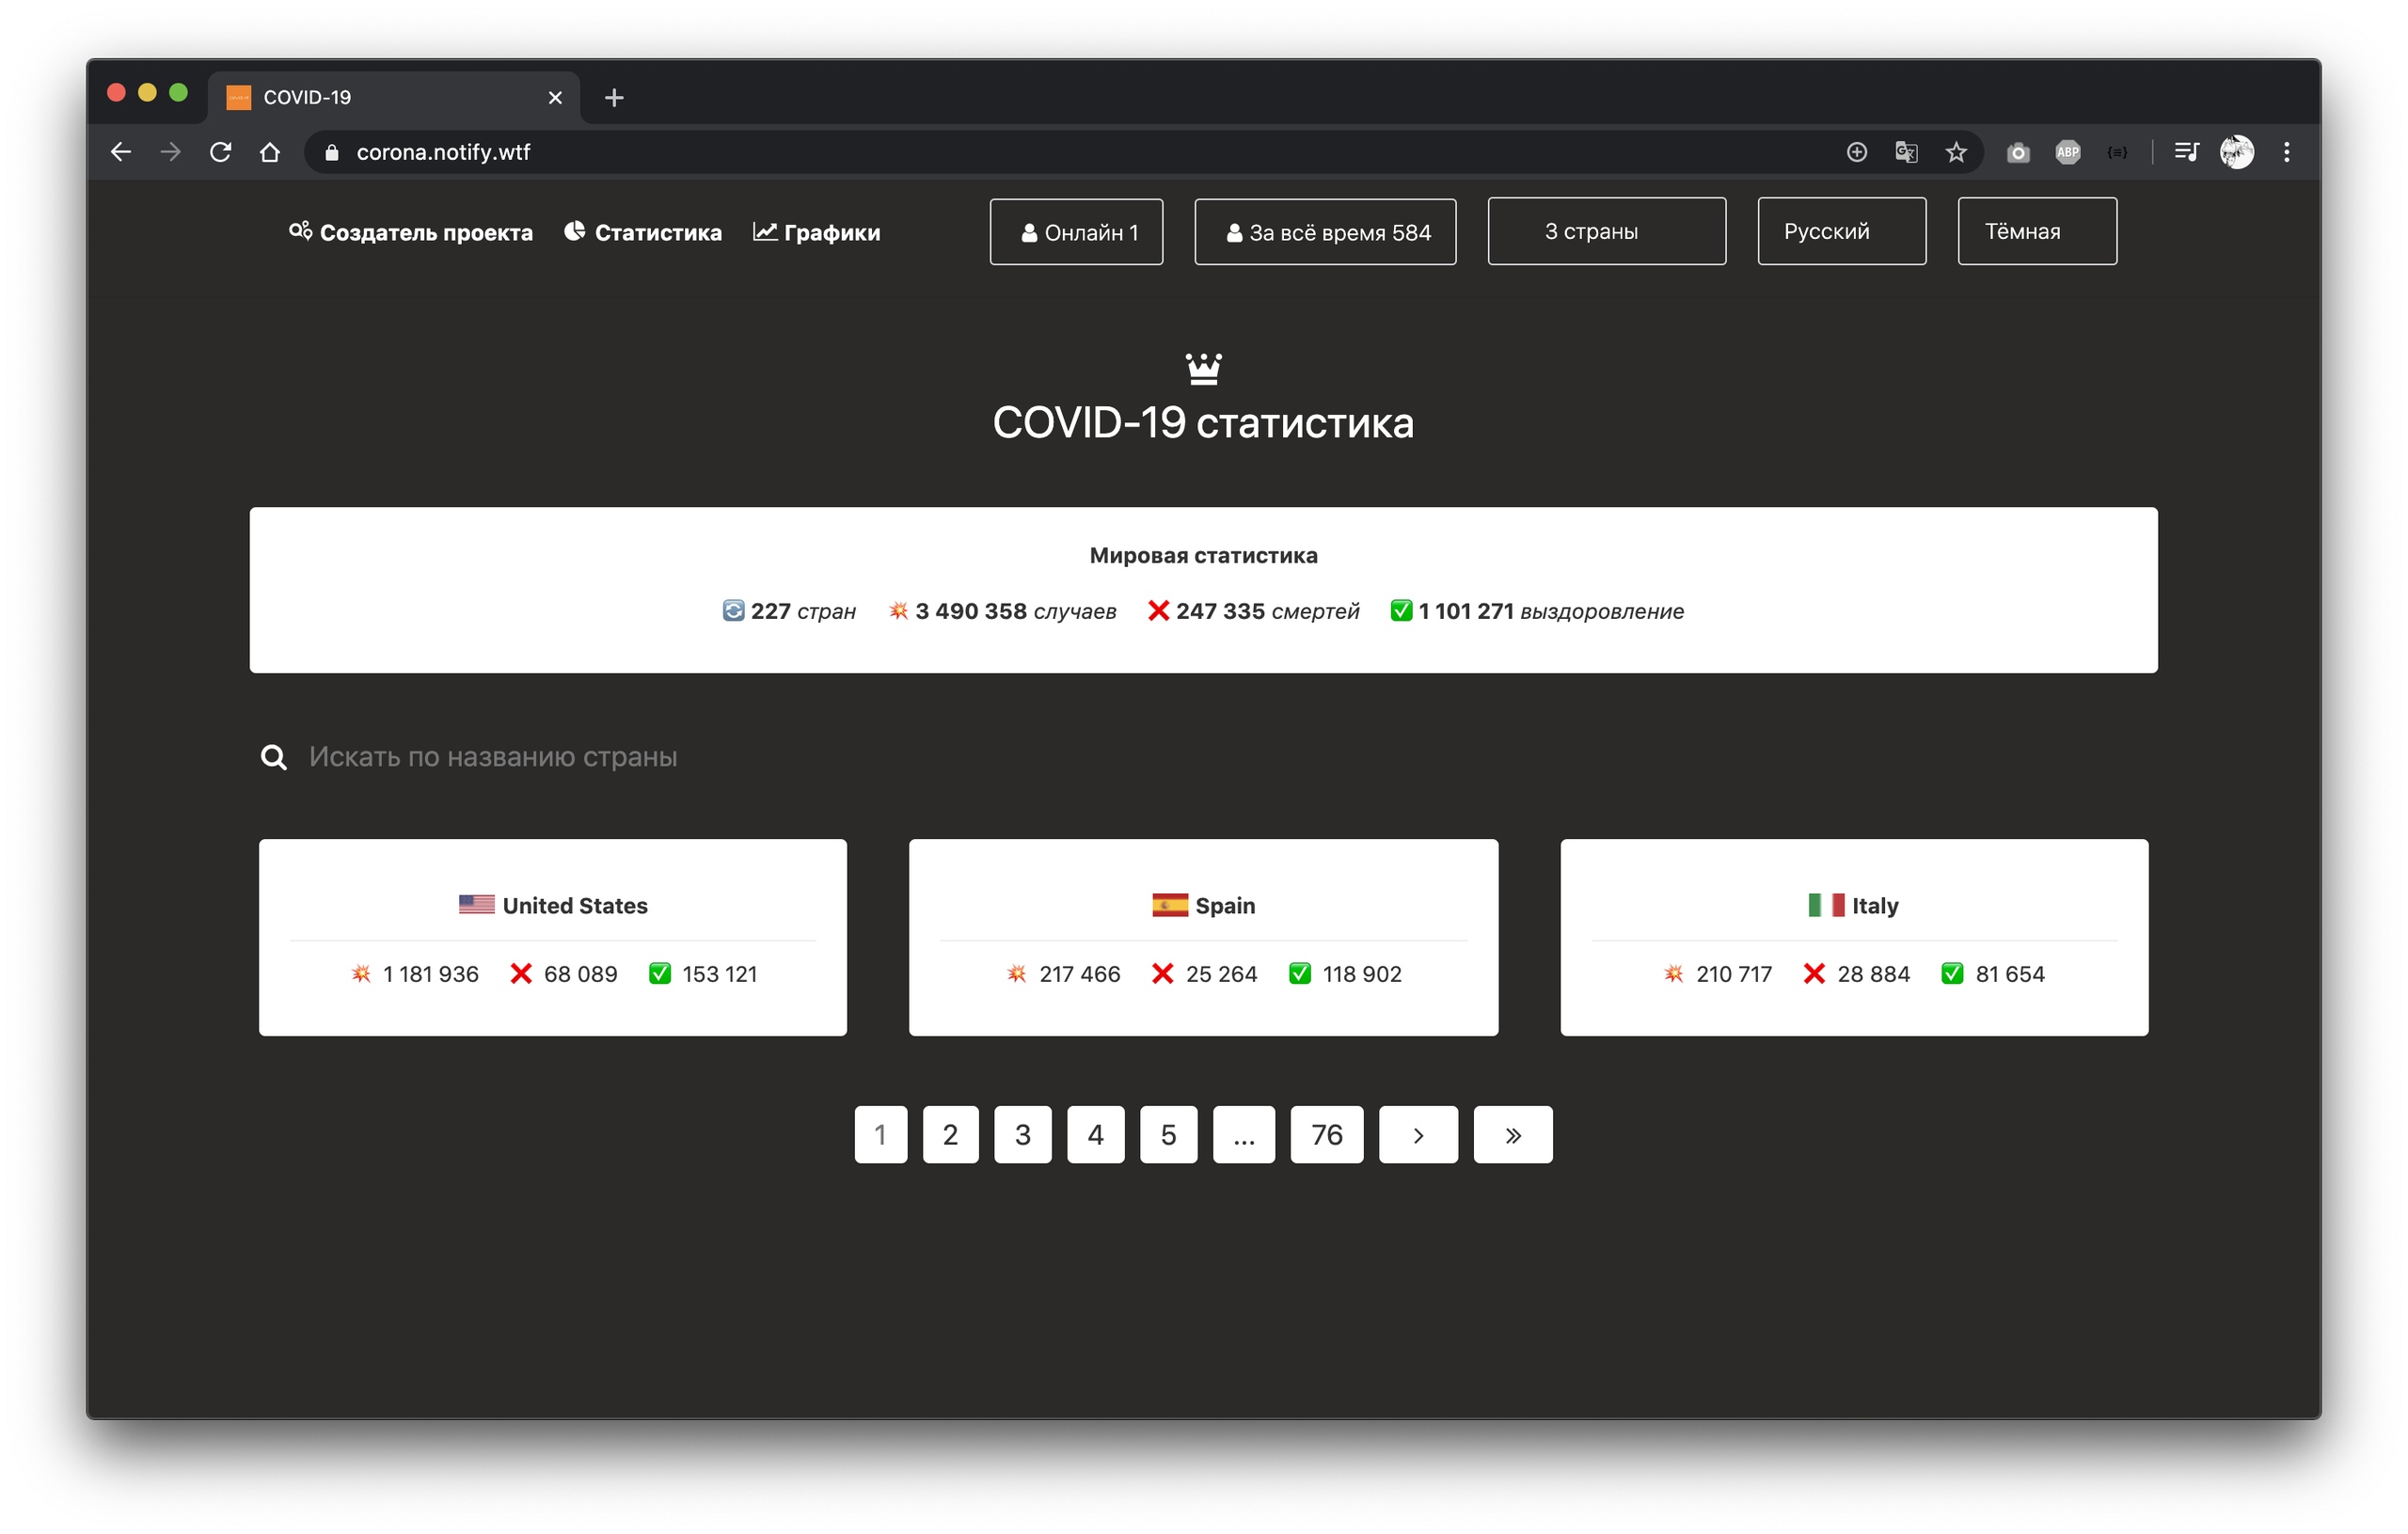 COVID-19
corona.notify.wtf
ABP
Создатель проекта Статистика Графики Онлайн 1 За всё время 584 3 страны Русский Тёмная
COVID-19 статистика
Мировая статистика
227 стран 3 490 358 случаев 247 335 смертей 1 101 271 выздоровление
Искать по названию страны
United States
1 181 936 68 089 153 121
Spain
217 466 25 264 118 902
Italy
210 717 28 884 81 654
1 2 3 4 5 ... 76 › »